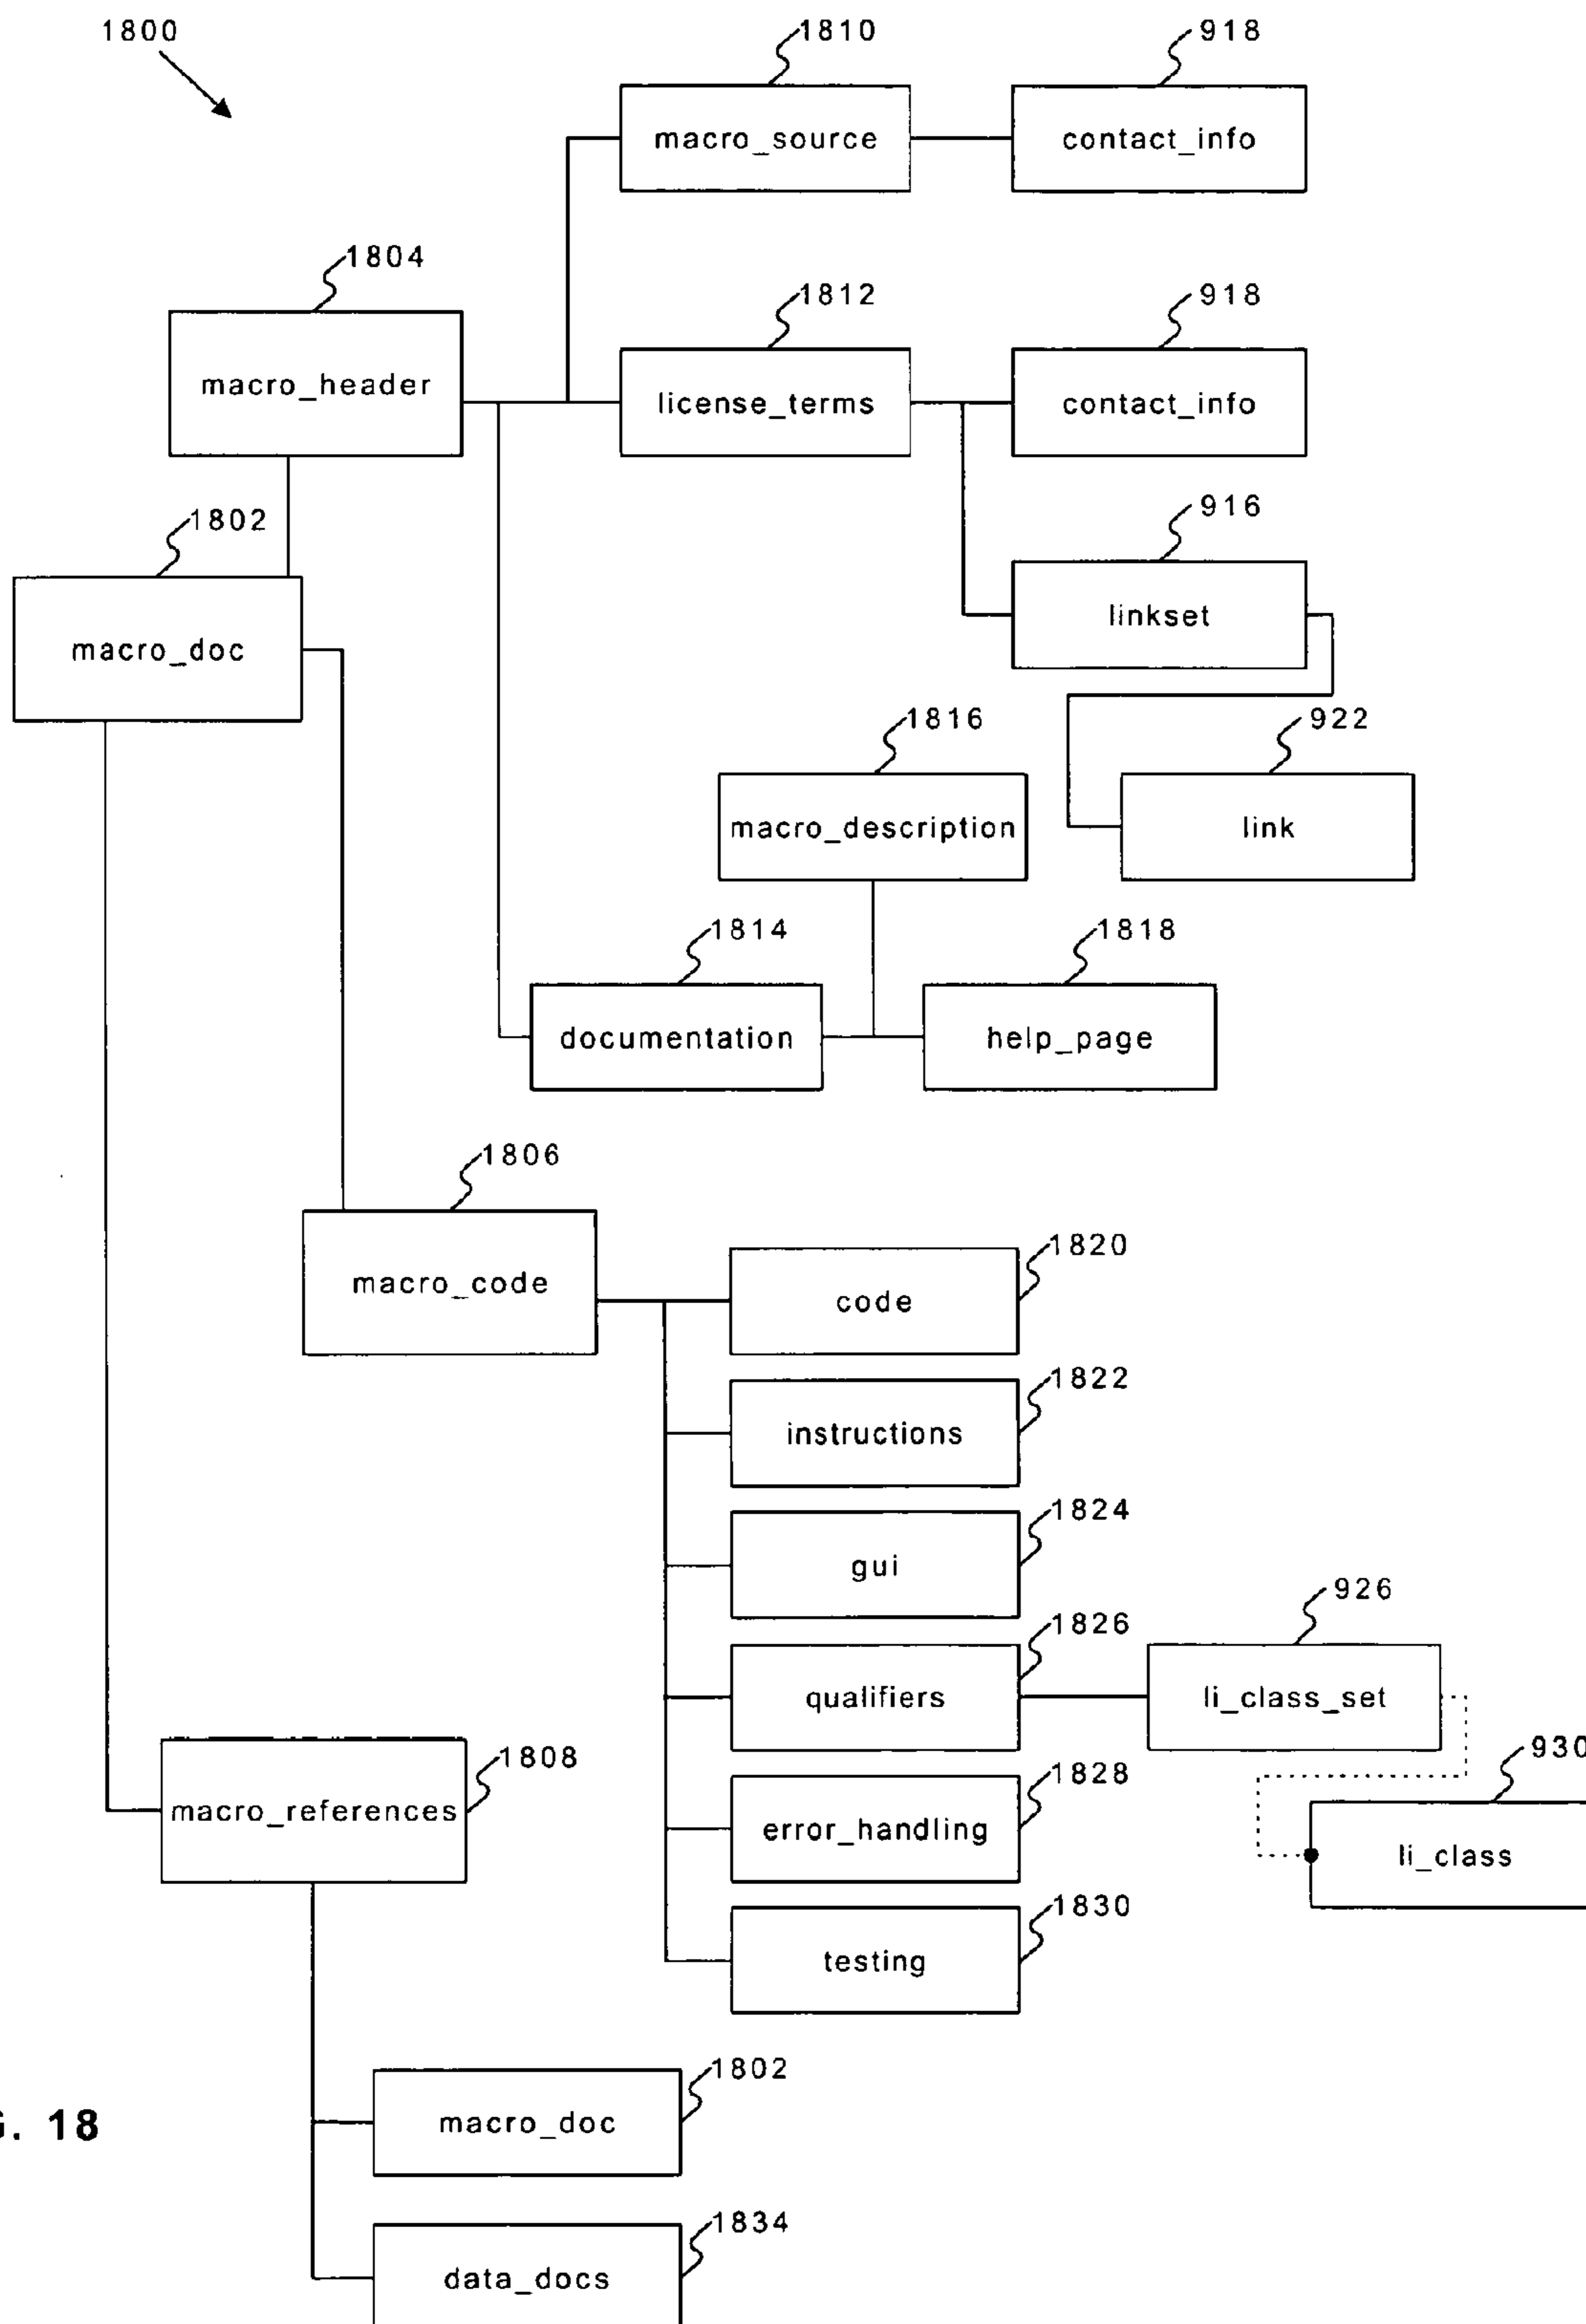 1800
1810
918
macro_source
contact_info
1804
1812
918
macro_header
license_terms
contact_info
1802
916
macro_doc
linkset
1816
922
macro_description
link
1814
1818
documentation
help_page
1806
1820
macro_code
code
1822
instructions
1824
gui
926
1826
qualifiers
li_class_set
1808
1828
930
macro_references
error_handling
li_class
1830
testing
1802
macro_doc
G. 18
1834
data_docs